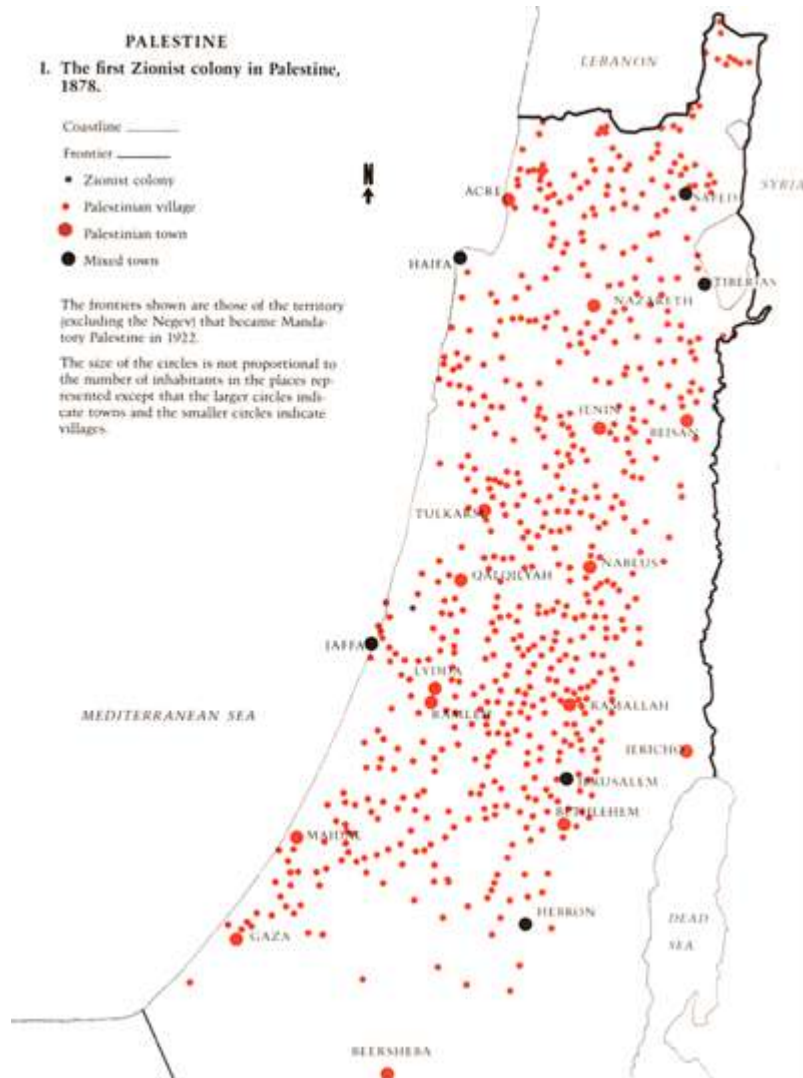 PALESTINE
I. The first Zionist colony in Palestine,
1878.
Coastline
Frontier
Zionist colony
Palestinian village
Palestinian town
Mixed town
The frontiers shown are those of the territory
(excluding the Negev) that became Manda-
tory Palestine in 1922.
The size of the circles is not proportional to
the number of inhabitants in the places rep-
resented except that the larger circles indi-
cate towns and the smaller circles indicate
villages.
N
LEBANON
SYRIA
ACRE
SAFED
HAIFA
TIBERIAS
NAZARETH
JENIN
BEISAN
TULKARM
NABLUS
QALQILYAH
JAFFA
LYDDA
RAMLEH
RAMALLAH
MEDITERRANEAN SEA
JERICHO
JERUSALEM
BETHLEHEM
MAJDAL
HEBRON
DEAD
SEA
GAZA
BEERSHEBA